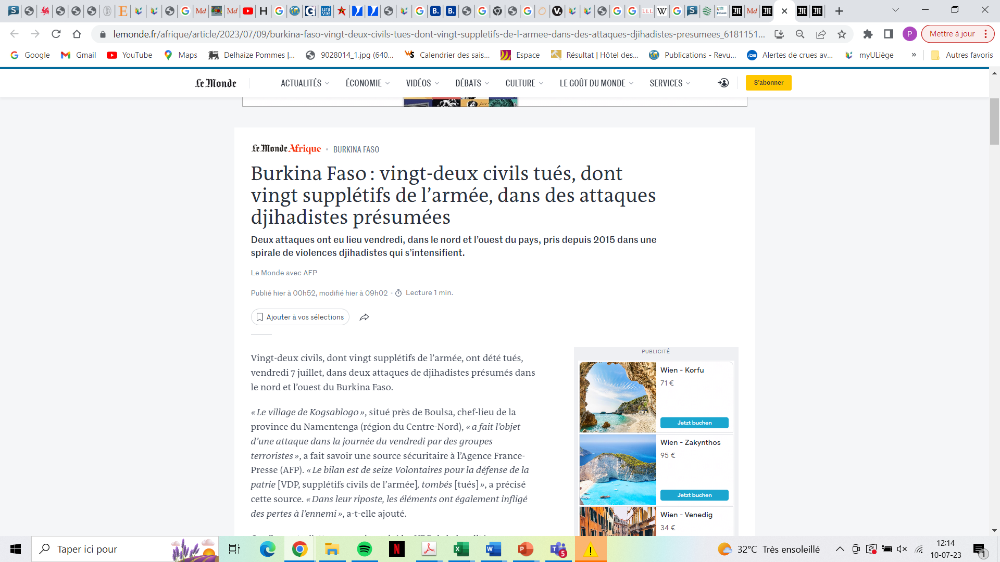 lemonde.fr/afrique/article/2023/07/09/burkina-faso-vingt-deux-civils-tues-dont-vingt-suppletifs-de-l-armee-dans-des-attaques-djihadistes-presumees_6181151...
Mettre à jour
Google
Gmail
YouTube
Maps
Delhaize Pommes |...
9028014_1.jpg (640...
Calendrier des sais...
Espace
Résultat | Hôtel des...
Publications - Revu...
Alertes de crues av...
myULiège
»
Autres favoris
Le Monde
ACTUALITÉS
ÉCONOMIE
VIDÉOS
DÉBATS
CULTURE
LE GOÛT DU MONDE
SERVICES
S'abonner
Le Monde Afrique • BURKINA FASO
Burkina Faso : vingt-deux civils tués, dont
vingt supplétifs de l’armée, dans des attaques
djihadistes présumées
Deux attaques ont eu lieu vendredi, dans le nord et l’ouest du pays, pris depuis 2015 dans une
spirale de violences djihadistes qui s’intensifient.
Le Monde avec AFP
Publié hier à 00h52, modifié hier à 09h02 • Lecture 1 min.
Ajouter à vos sélections
Vingt-deux civils, dont vingt supplétifs de l’armée, ont dété tués,
vendredi 7 juillet, dans deux attaques de djihadistes présumés dans
le nord et l’ouest du Burkina Faso.
« Le village de Kogsablogo », situé près de Boulsa, chef-lieu de la
province du Namentenga (région du Centre-Nord), « a fait l’objet
d’une attaque dans la journée du vendredi par des groupes
terroristes », a fait savoir une source sécuritaire à l’Agence France-
Presse (AFP). « Le bilan est de seize Volontaires pour la défense de la
patrie [VDP, supplétifs civils de l’armée], tombés [tués] », a précisé
cette source. « Dans leur riposte, les éléments ont également infligé
des pertes à l’ennemi », a-t-elle ajouté.
PUBLICITÉ
Wien - Korfu
71 €
Jetzt buchen
Wien - Zakynthos
95 €
Jetzt buchen
Wien - Venedig
34 €
Taper ici pour
5
32°C Très ensoleillé
12:14
10-07-23
1